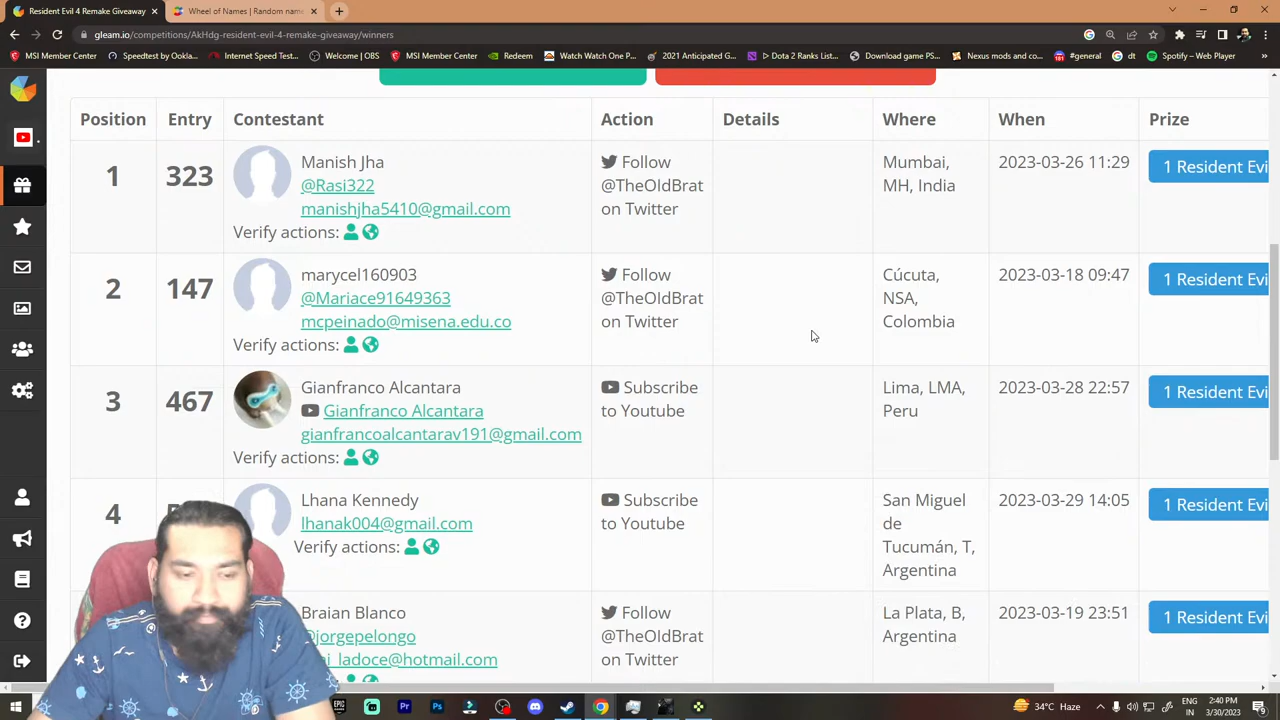 Resident Evil 4 Remake Giveaway
Wheel of Names | Random name
gleam.io/competitions/AkHdg-resident-evil-4-remake-giveaway/winners
MSI Member Center
Speedtest by Ookla...
Internet Speed Test...
Welcome | OBS
MSI Member Center
Redeem
Watch Watch One P...
2021 Anticipated G...
▷ Dota 2 Ranks List...
Download game PS...
Nexus mods and co...
#general
dt
Spotify – Web Player
Position Entry Contestant Action Details Where When Prize
1 323 Manish Jha
@Rasi322
manishjha5410@gmail.com
Verify actions:
Follow
@TheOldBrat
on Twitter
Mumbai,
MH, India
2023-03-26 11:29
1 Resident Evi
2 147 marycel160903
@Mariace91649363
mcpeinado@misena.edu.co
Verify actions:
Follow
@TheOldBrat
on Twitter
Cúcuta,
NSA,
Colombia
2023-03-18 09:47
1 Resident Evi
3 467 Gianfranco Alcantara
Gianfranco Alcantara
gianfrancoalcantarav191@gmail.com
Verify actions:
Subscribe
to Youtube
Lima, LMA,
Peru
2023-03-28 22:57
1 Resident Evi
4 Lhana Kennedy
lhanak004@gmail.com
Verify actions:
Subscribe
to Youtube
San Miguel
de
Tucumán, T,
Argentina
2023-03-29 14:05
1 Resident Evi
Braian Blanco
@jorgepelongo
ladoce@hotmail.com
Follow
@TheOldBrat
on Twitter
La Plata, B,
Argentina
2023-03-19 23:51
1 Resident Evi
34°C Haze
ENG
IN
2:40 PM
3/30/2023